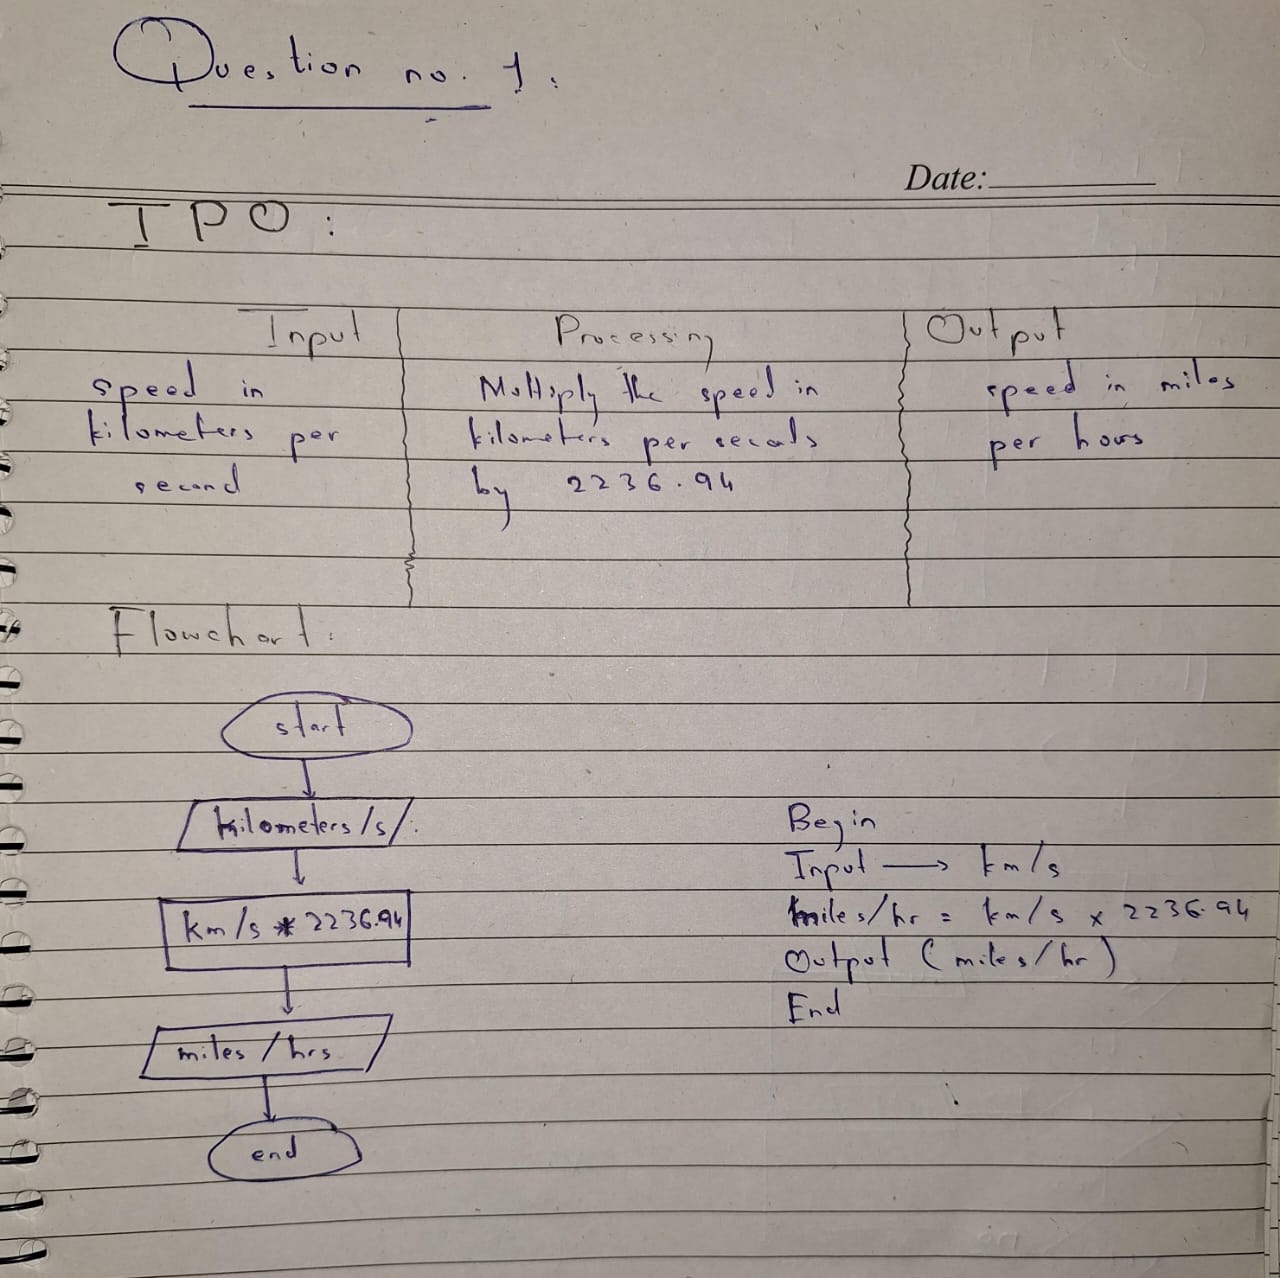 Question no. 1:
Date:
IPO:
Input Processing Output
speed in kilometers per second
Multiply the speed in kilometers per seconds by 2236.94
speed in miles per hours
Flowchart:
start
kilometers/s
km/s * 2236.94
miles/hrs
end
Begin
Input → km/s
miles/hr = km/s × 2236.94
Output (miles/hr)
End